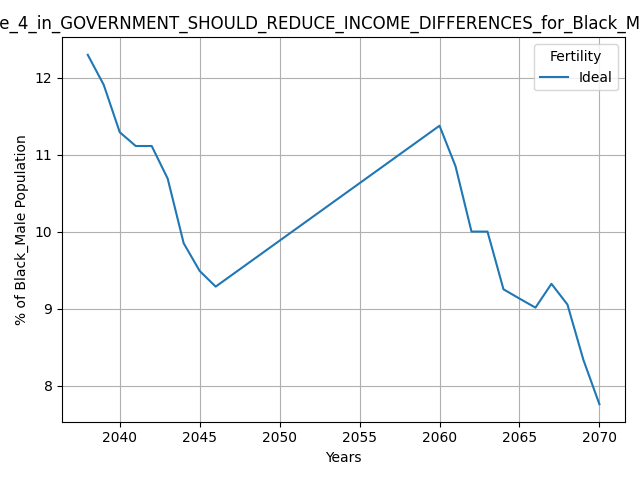 e_4_in_GOVERNMENT_SHOULD_REDUCE_INCOME_DIFFERENCES_for_Black_M
Fertility
Ideal
% of Black_Male Population
12
11
10
9
8
2040 2045 2050 2055 2060 2065 2070
Years